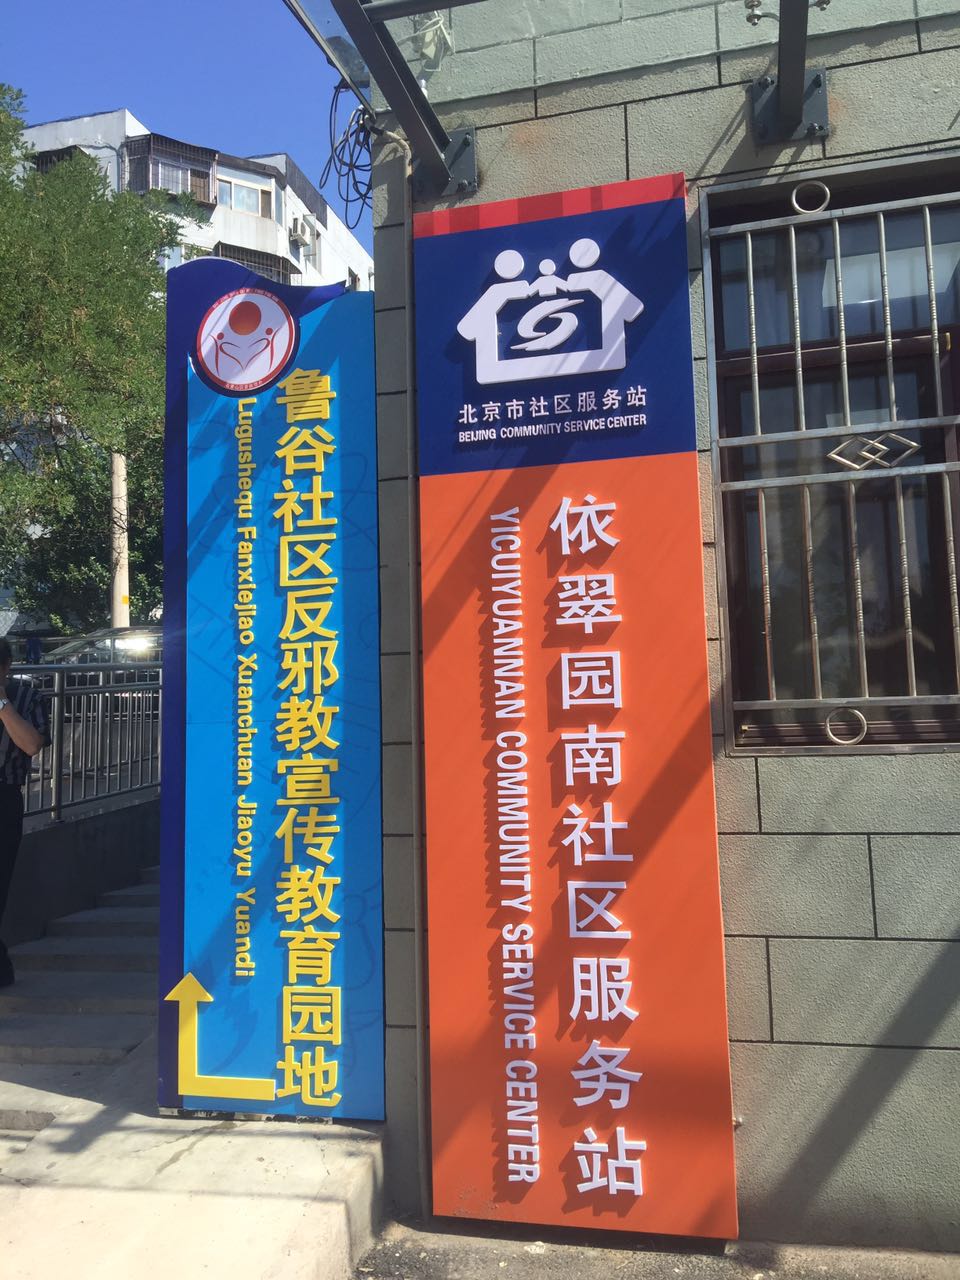 鲁谷社区反邪教宣传教育园地
Lugushequ Fanxiejiao Xuanchuan Jiaoyu Yuandi
北京市社区服务站
BEIJING COMMUNITY SERVICE CENTER
依翠园南社区服务站
YICUIYUANNAN COMMUNITY SERVICE CENTER